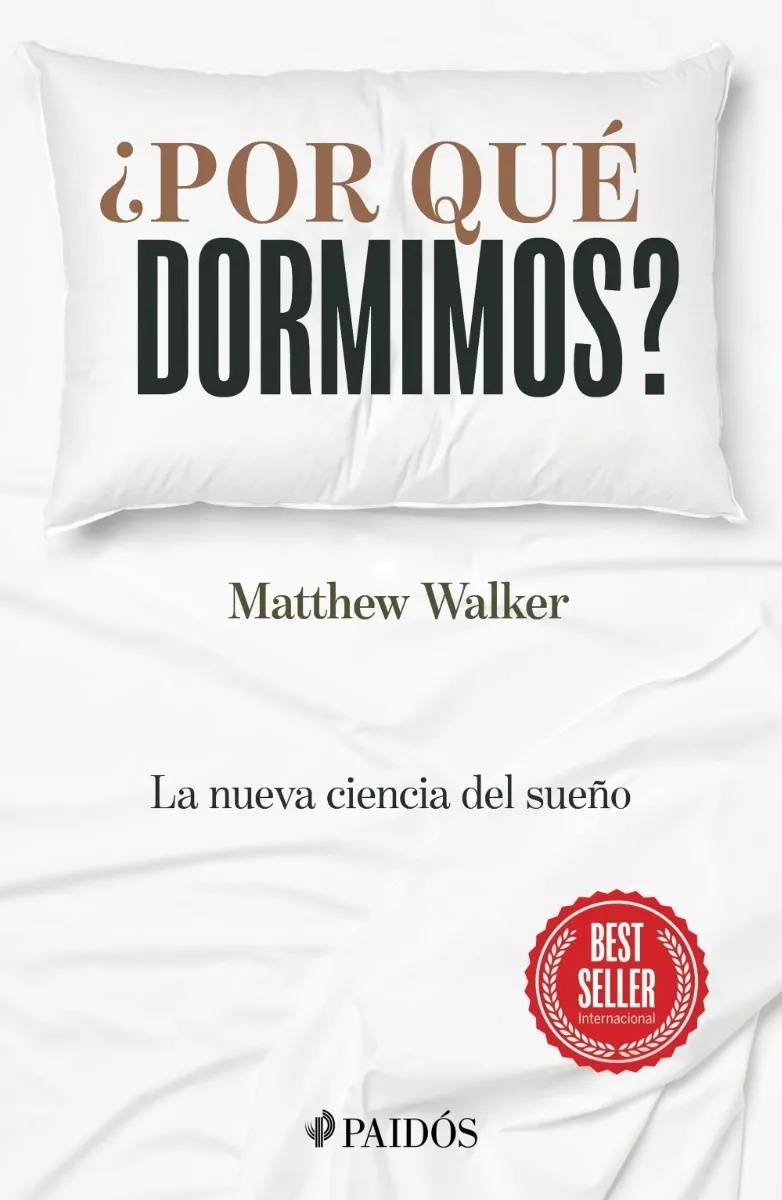 ¿POR QUÉ
DORMIMOS?
Matthew Walker
La nueva ciencia del sueño
BEST
SELLER
Internacional
PAIDÓS